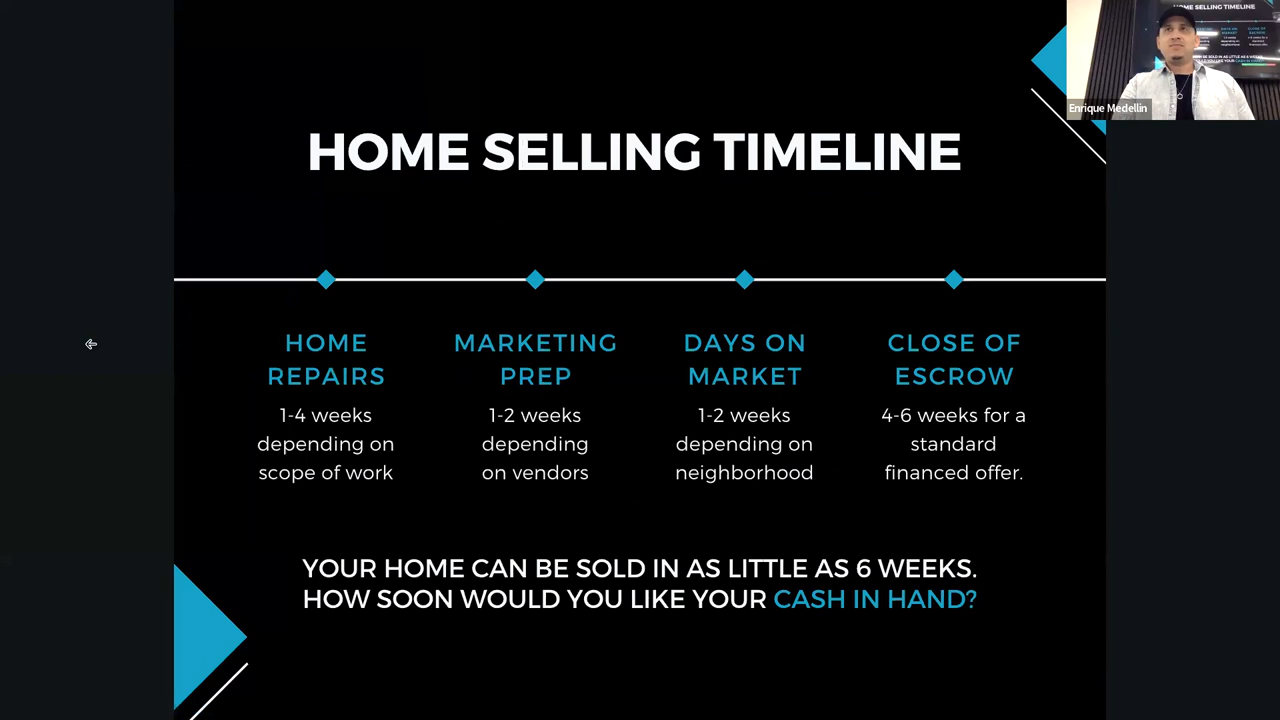 HOME SELLING TIMELINE
HOME
REPAIRS
1-4 weeks
depending on
scope of work
MARKETING
PREP
1-2 weeks
depending
on vendors
DAYS ON
MARKET
1-2 weeks
depending on
neighborhood
CLOSE OF
ESCROW
4-6 weeks for a
standard
financed offer.
YOUR HOME CAN BE SOLD IN AS LITTLE AS 6 WEEKS.
HOW SOON WOULD YOU LIKE YOUR CASH IN HAND?
HOME SELLING TIMELINE
Enrique Medellin